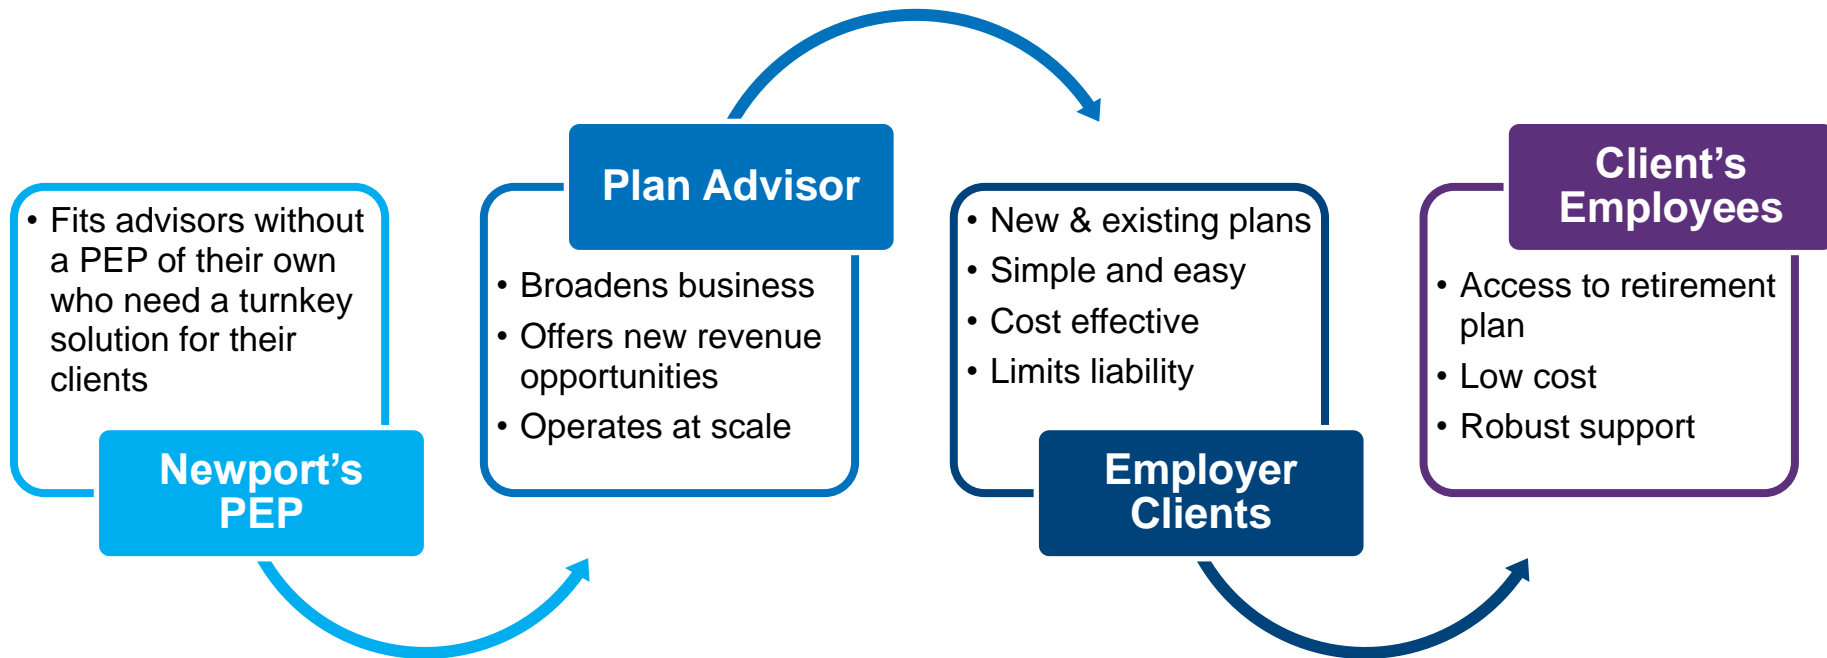 • Fits advisors without
a PEP of their own
who need a turnkey
solution for their
clients
Newport’s
PEP
Plan Advisor
• Broadens business
• Offers new revenue
opportunities
• Operates at scale
• New & existing plans
• Simple and easy
• Cost effective
• Limits liability
Employer
Clients
Client’s
Employees
• Access to retirement
plan
• Low cost
• Robust support